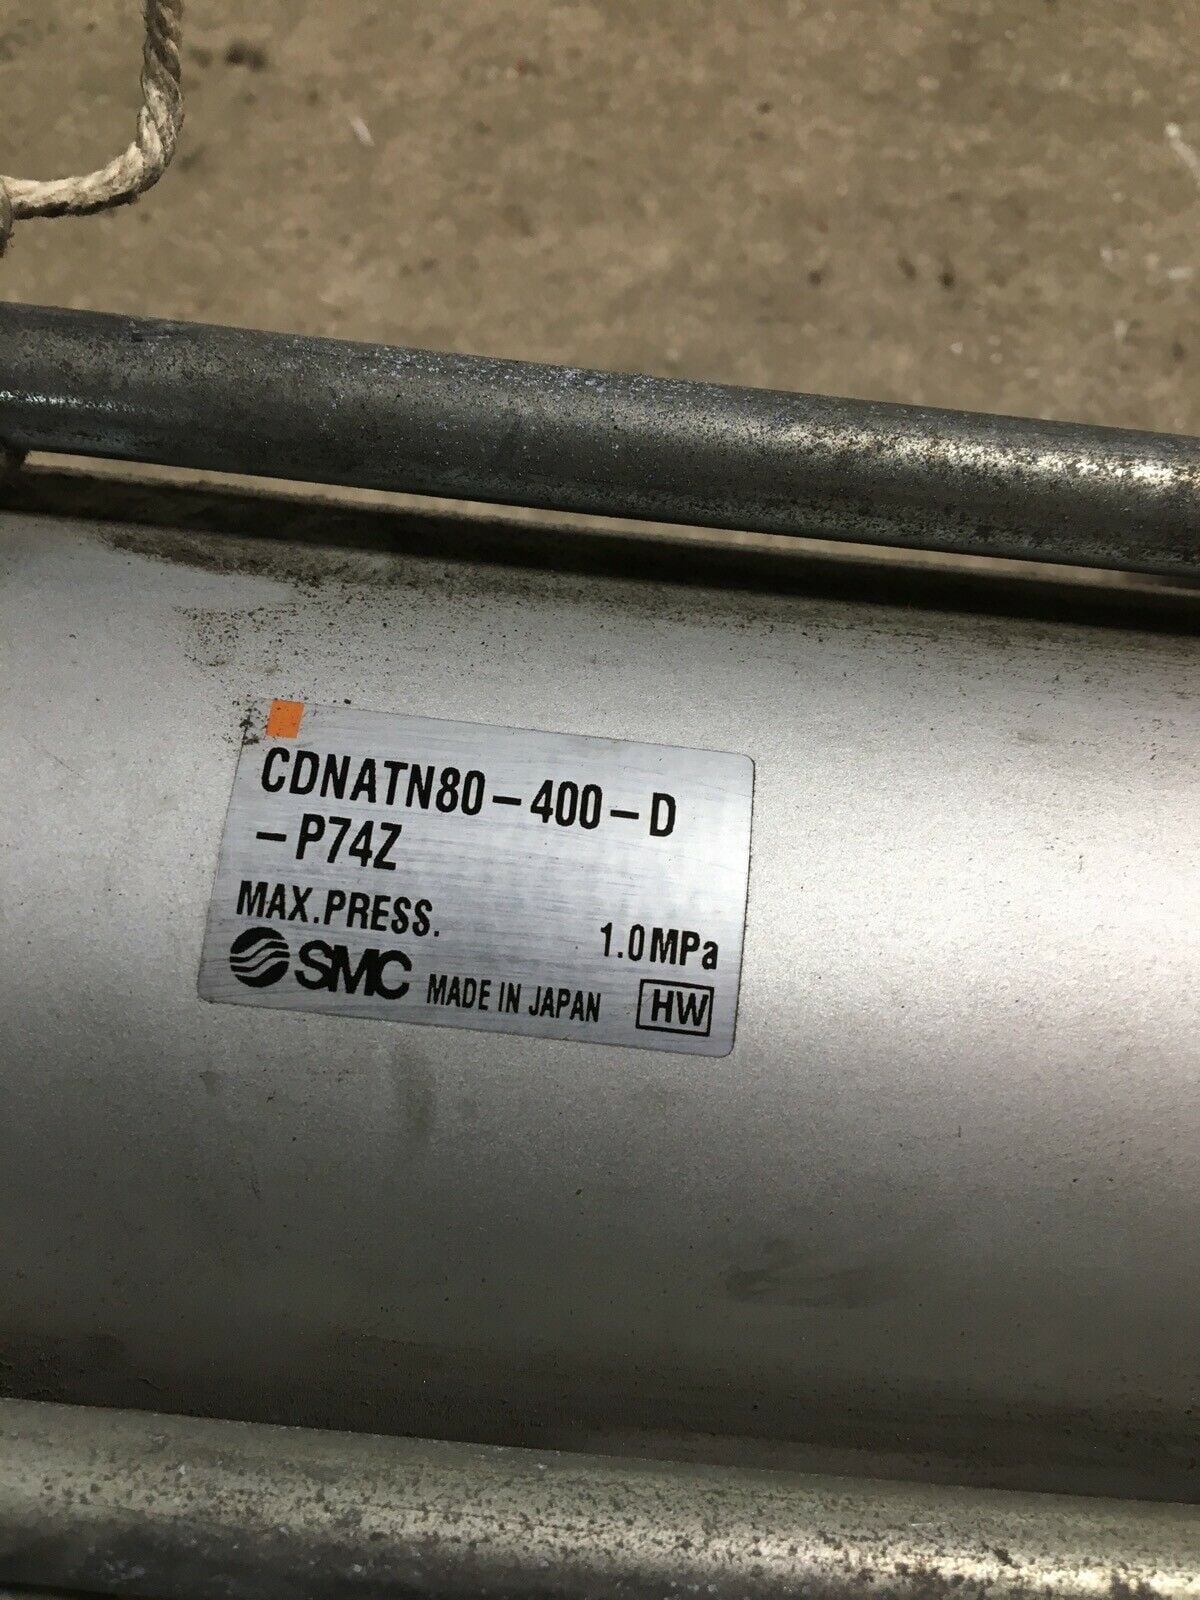 CDNATN80-400-D
-P74Z
MAX.PRESS. 1.0MPa
SMC MADE IN JAPAN HW